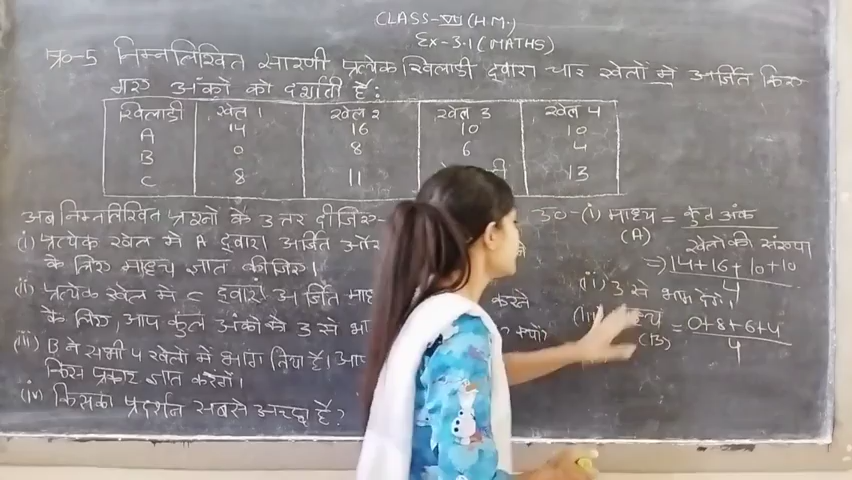 CLASS-VII (H.M.)
Ex-3.1 (MATHS)
प्र०-5 निम्नलिखित सारणी प्रत्येक खिलाडी द्वारा चार खेलों में अर्जित किए
गए अंकों को दर्शाती है:
खिलाडी खेल 1 खेल 2 खेल 3 खेल 4
A 14 16 10 10
B 0 8 6 4
C 8 11 13
अब निम्नलिखित प्रश्नों के उत्तर दीजिए-
(i) प्रत्येक खेल में A द्वारा अर्जित
के लिए माध्य ज्ञात कीजिए।
(ii) प्रत्येक खेल में C द्वारा अर्जित माध्य करने
के लिए, आप कुल अंकों को 3 से क्यों?
(iii) B ने सभी 4 खेलों में भाग लिया है। आप
किस प्रकार ज्ञात करेंगे।
(iv) किसका प्रदर्शन सबसे अच्छा है?
उ०-(i) माध्य = कुल अंक
(A) खेलों की संख्या
=> 14+16+10+10
4
(ii) 3 से भाग देंगे।
(iii)
(B) = 0+8+6+4
4